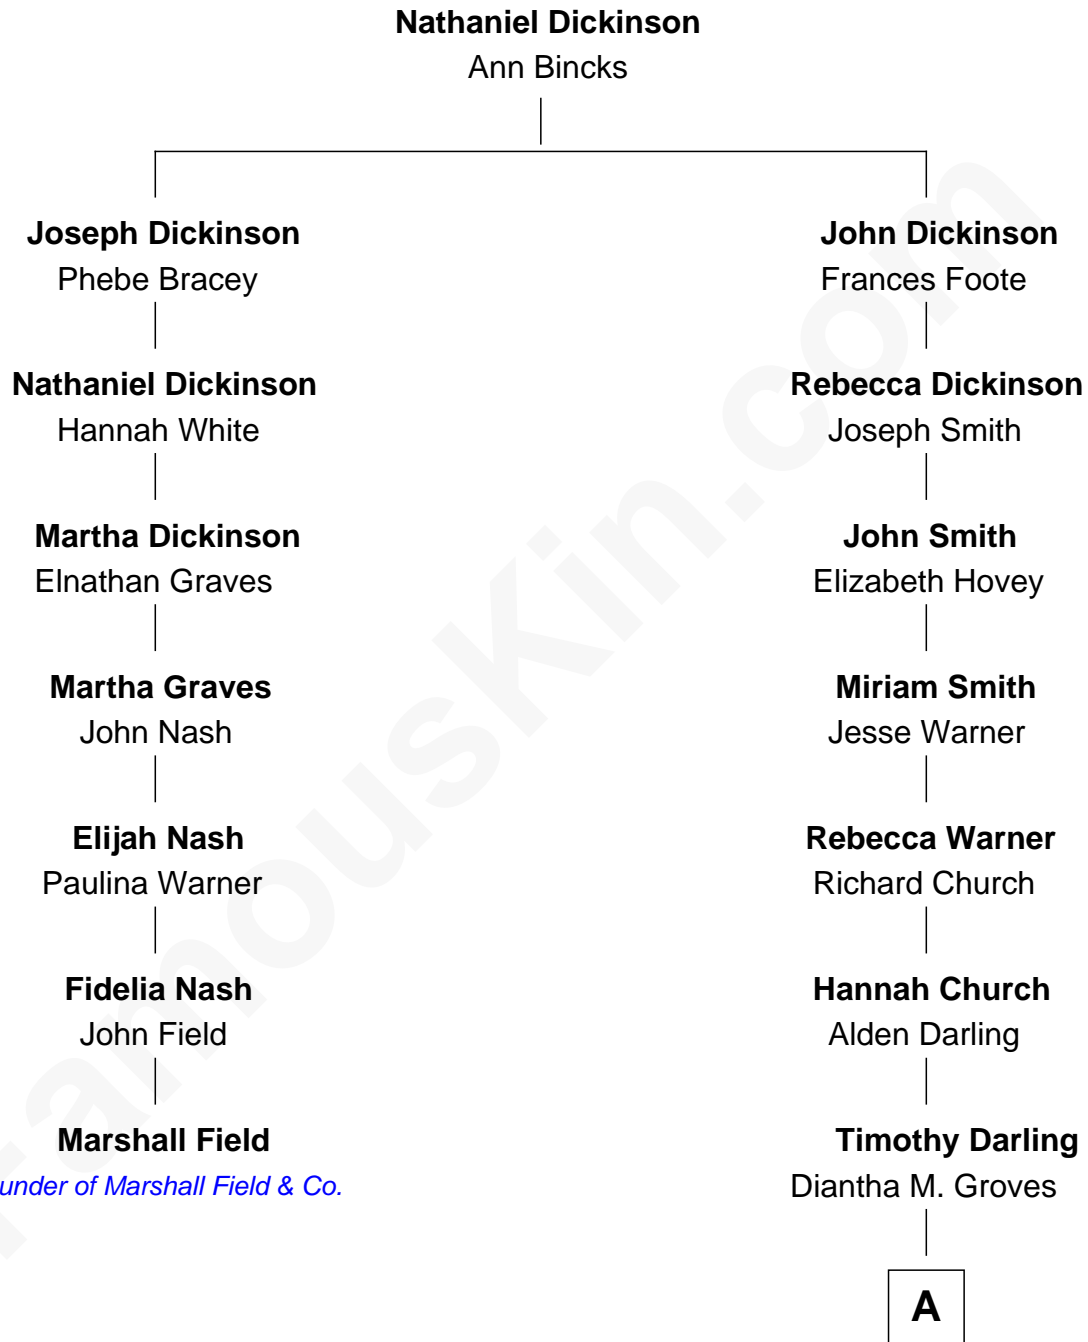 Nathaniel Dickinson
Ann Bincks
Joseph Dickinson
Phebe Bracey
John Dickinson
Frances Foote
Nathaniel Dickinson
Hannah White
Rebecca Dickinson
Joseph Smith
Martha Dickinson
Elnathan Graves
John Smith
Elizabeth Hovey
Martha Graves
John Nash
Miriam Smith
Jesse Warner
Elijah Nash
Paulina Warner
Rebecca Warner
Richard Church
Fidelia Nash
John Field
Hannah Church
Alden Darling
Marshall Field
under of Marshall Field & Co.
Timothy Darling
Diantha M. Groves
A
FamousKin.com